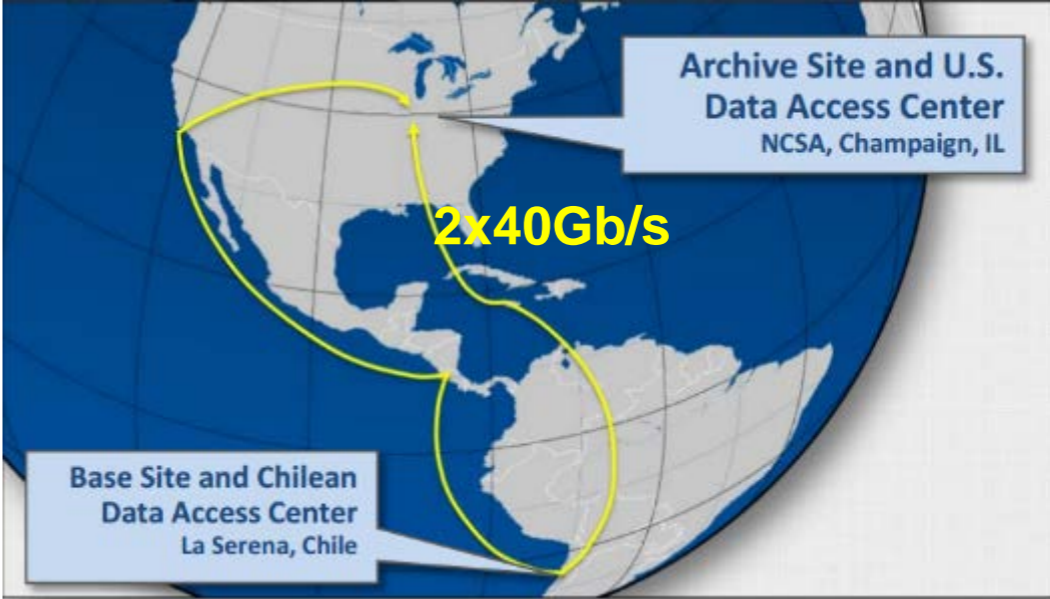 Archive Site and U.S.
Data Access Center
NCSA, Champaign, IL
2x40Gb/s
Base Site and Chilean
Data Access Center
La Serena, Chile